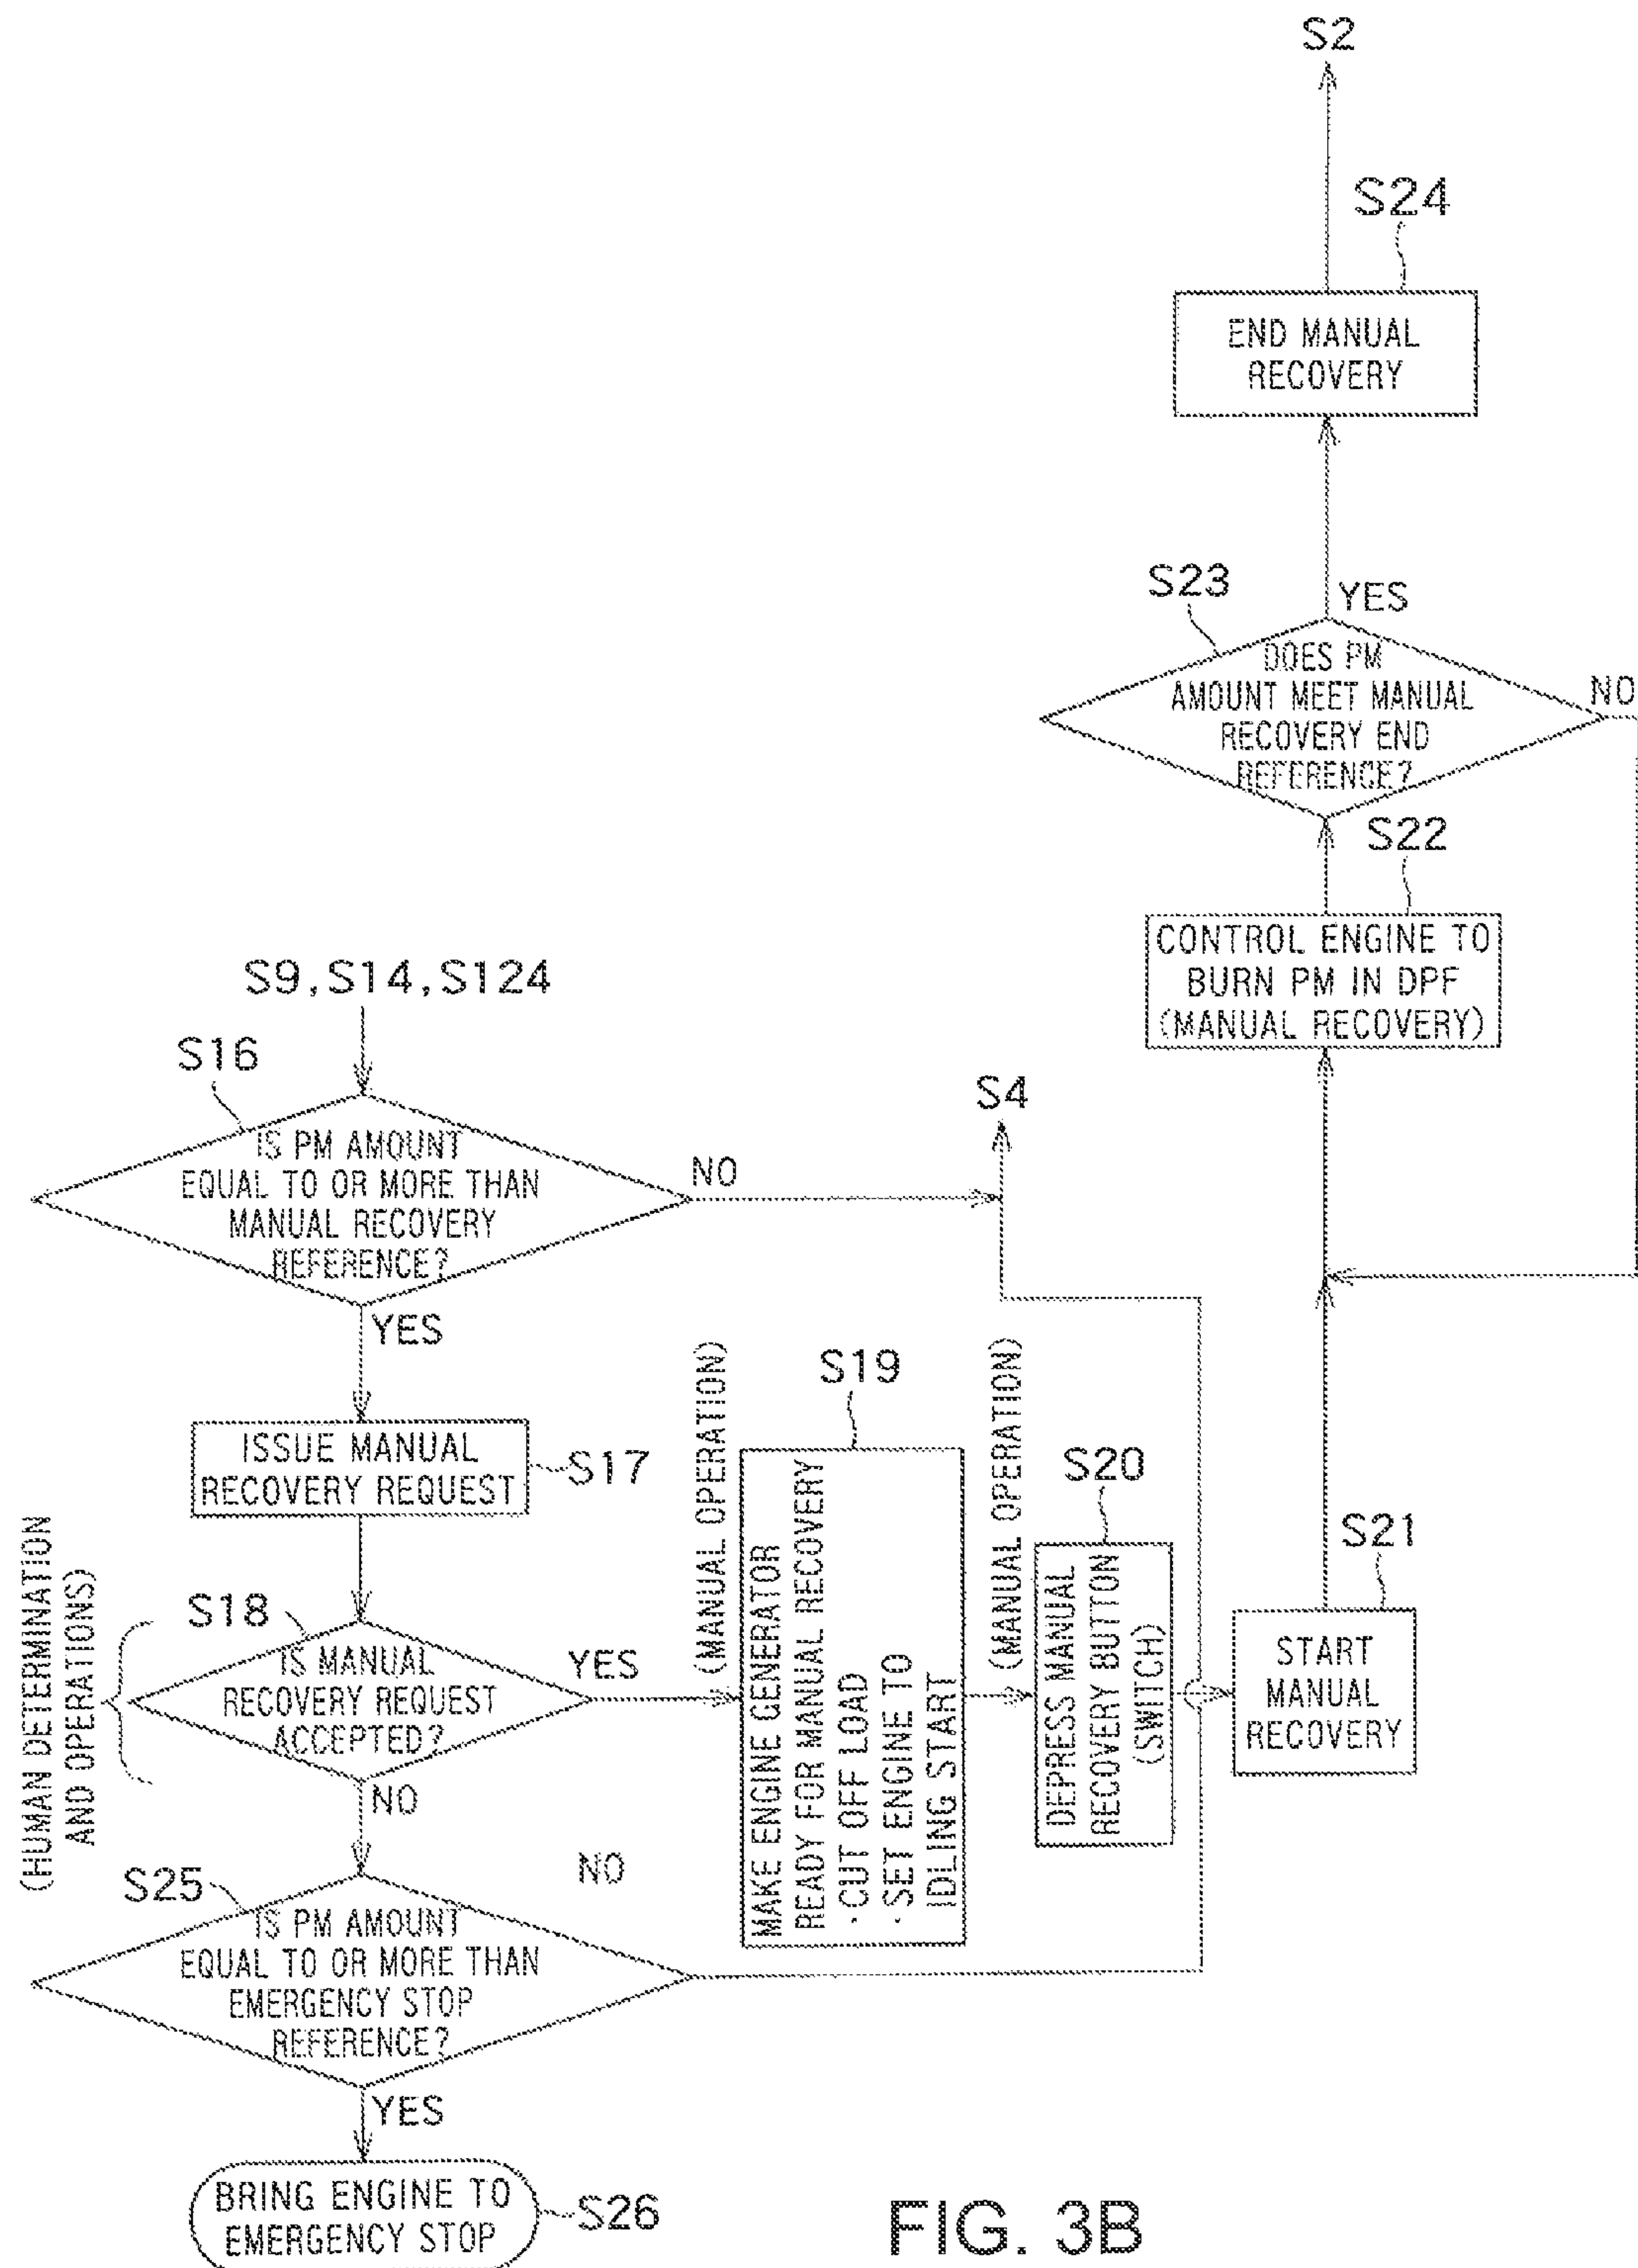 S2
S24
END MANUAL
RECOVERY
S23
YES
DOES PM
AMOUNT MEET MANUAL
RECOVERY END
REFERENCE?
NO
S22
CONTROL ENGINE TO
BURN PM IN DPF
(MANUAL RECOVERY)
S9, S14, S124
S16
IS PM AMOUNT
EQUAL TO OR MORE THAN
MANUAL RECOVERY
REFERENCE?
NO
S4
YES
ISSUE MANUAL
RECOVERY REQUEST
S17
(HUMAN DETERMINATION
AND OPERATIONS)
S18
IS MANUAL
RECOVERY REQUEST
ACCEPTED?
YES
NO
(MANUAL OPERATION)
S19
MAKE ENGINE GENERATOR
READY FOR MANUAL RECOVERY
· CUT OFF LOAD
· SET ENGINE TO
IDLING START
(MANUAL OPERATION)
S20
DEPRESS MANUAL
RECOVERY BUTTON
(SWITCH)
S21
START
MANUAL
RECOVERY
S25
NO
IS PM AMOUNT
EQUAL TO OR MORE THAN
EMERGENCY STOP
REFERENCE?
YES
BRING ENGINE TO
EMERGENCY STOP
S26
FIG. 3B